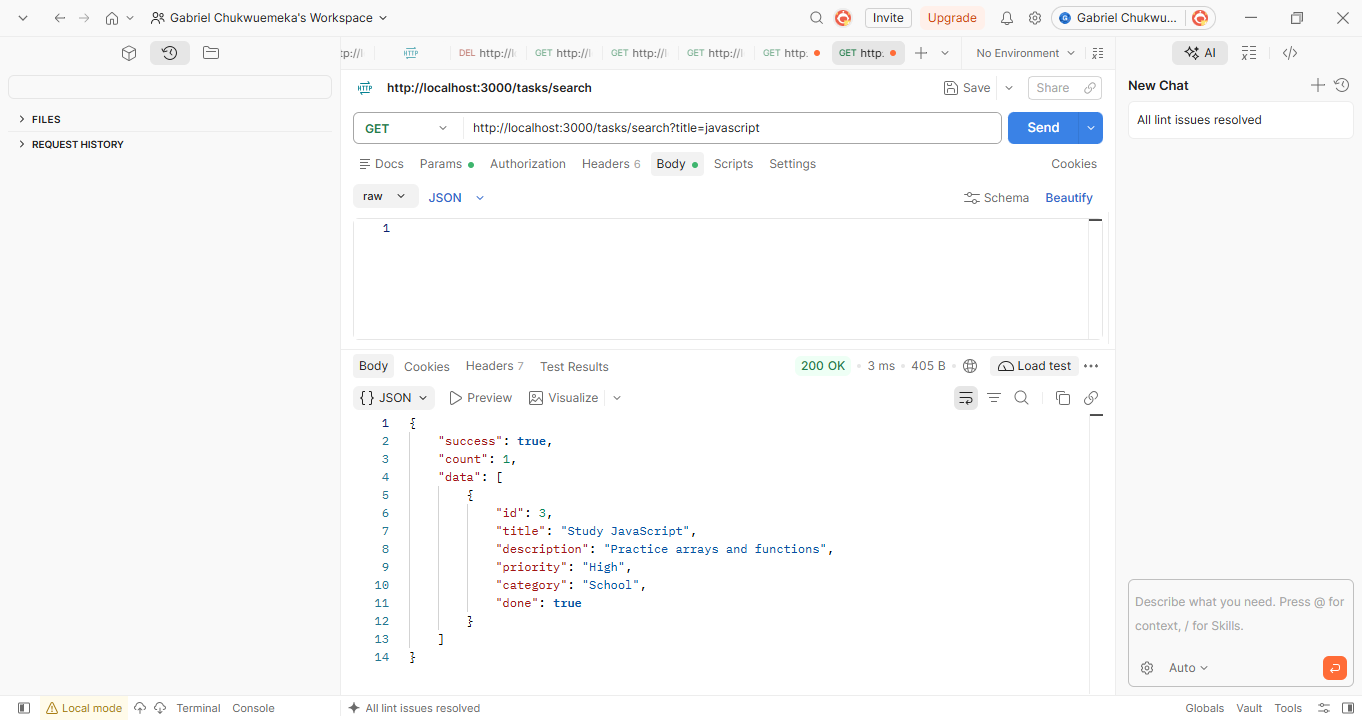 Gabriel Chukwuemeka's Workspace Invite Upgrade Gabriel Chukwu...
HTTP DEL GET http://l GET http://l GET http://l GET http. GET http. No Environment AI
HTTP http://localhost:3000/tasks/search Save Share
New Chat
All lint issues resolved
FILES
REQUEST HISTORY
GET http://localhost:3000/tasks/search?title=javascript Send
Docs Params Authorization Headers 6 Body Scripts Settings Cookies
raw JSON Schema Beautify
1
Body Cookies Headers 7 Test Results 200 OK 3 ms 405 B Load test
{} JSON Preview Visualize
1 {
2 "success": true,
3 "count": 1,
4 "data": [
5 {
6 "id": 3,
7 "title": "Study JavaScript",
8 "description": "Practice arrays and functions",
9 "priority": "High",
10 "category": "School",
11 "done": true
12 }
13 ]
14 }
Describe what you need. Press @ for
context, / for Skills.
Auto
Local mode Terminal Console All lint issues resolved Globals Vault Tools